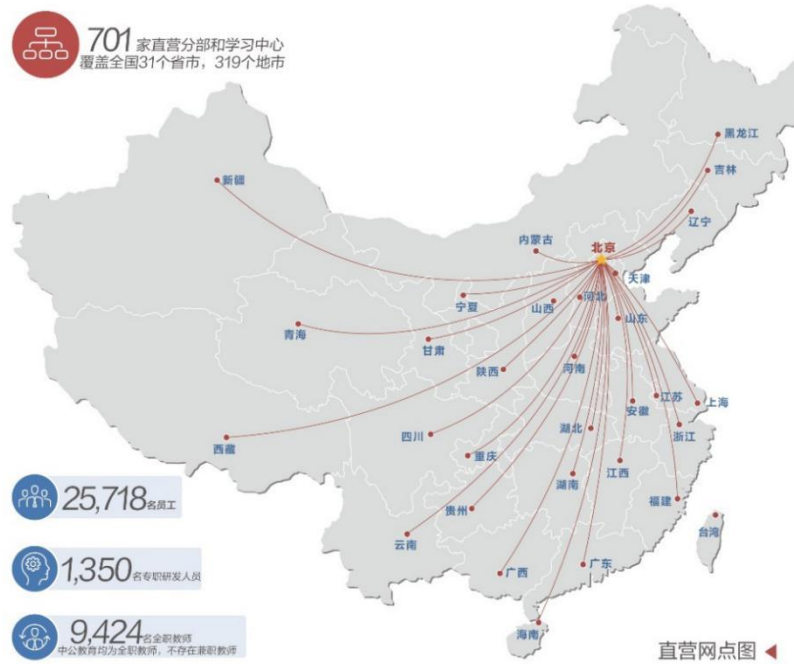 701 家直营分部和学习中心
覆盖全国31个省市，319个地市
黑龙江
吉林
新疆
辽宁
内蒙古
北京
天津
宁夏
山西
河北
青海
山东
甘肃
陕西
河南
江苏
上海
安徽
四川
湖北
浙江
西藏
重庆
江西
湖南
25,718名员工
贵州
福建
云南
台湾
1,350名专职研发人员
广西
广东
9,424名全职教师
中公教育均为全职教师，不存在兼职教师
海南
直营网点图